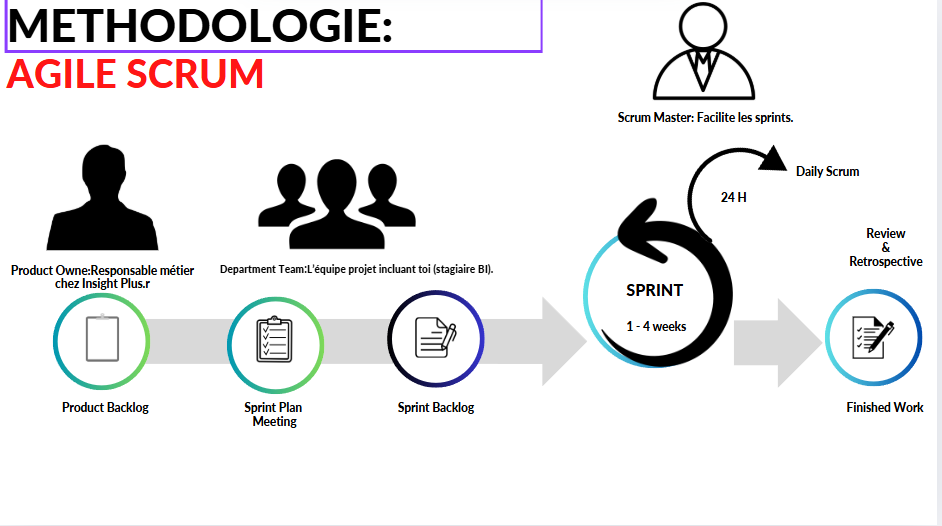 METHODOLOGIE:
AGILE SCRUM
Scrum Master: Facilite les sprints.
Daily Scrum
24 H
Review
&
Retrospective
Product Owne:Responsable métier
chez Insight Plus.r
Department Team:L'équipe projet incluant toi (stagiaire BI).
SPRINT
1 - 4 weeks
Product Backlog
Sprint Plan
Meeting
Sprint Backlog
Finished Work